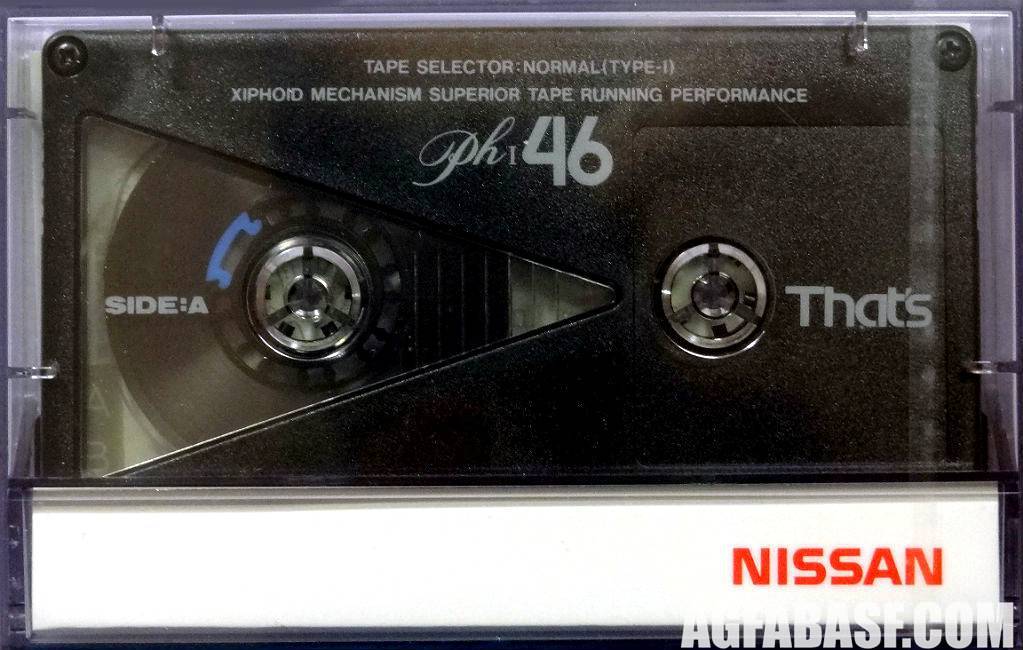 TAPE SELECTOR:NORMAL(TYPE-I)
XIPHOID MECHANISM SUPERIOR TAPE RUNNING PERFORMANCE
Ph I 46
SIDE:A
That's
A
B
NISSAN
AGFABASF.COM